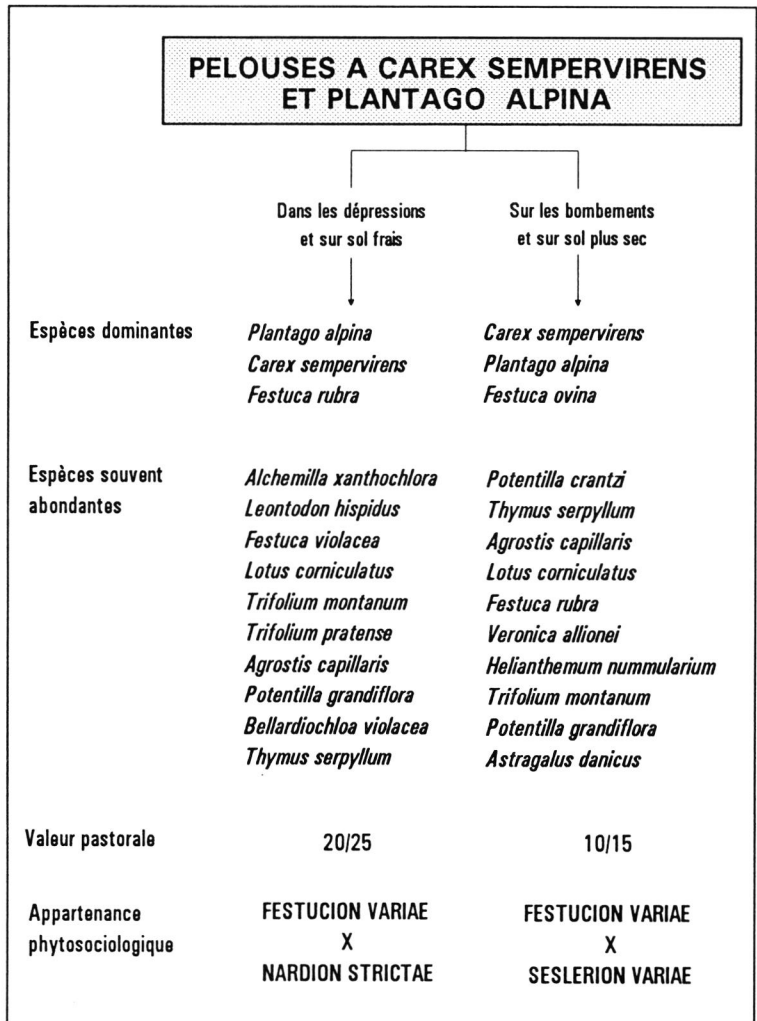 PELOUSES A CAREX SEMPERVIRENS
ET PLANTAGO ALPINA
Dans les dépressions
et sur sol frais
Sur les bombements
et sur sol plus sec
Espèces dominantes
Plantago alpina
Carex sempervirens
Festuca rubra
Carex sempervirens
Plantago alpina
Festuca ovina
Espèces souvent
abondantes
Alchemilla xanthochlora
Leontodon hispidus
Festuca violacea
Lotus corniculatus
Trifolium montanum
Trifolium pratense
Agrostis capillaris
Potentilla grandiflora
Bellardiochloa violacea
Thymus serpyllum
Potentilla crantzi
Thymus serpyllum
Agrostis capillaris
Lotus corniculatus
Festuca rubra
Veronica allionei
Helianthemum nummularium
Trifolium montanum
Potentilla grandiflora
Astragalus danicus
Valeur pastorale
20/25
10/15
Appartenance
phytosociologique
FESTUCION VARIAE
X
NARDION STRICTAE
FESTUCION VARIAE
X
SESLERION VARIAE